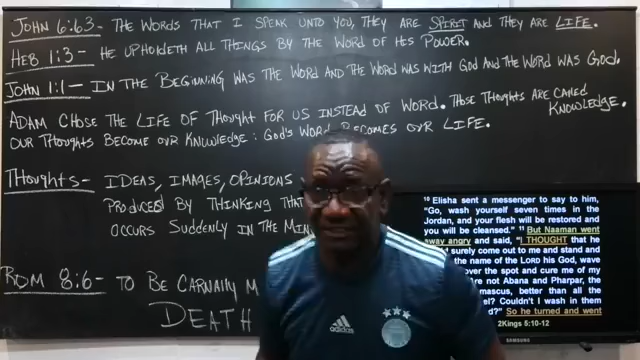 JOHN 6:63- THE WORDS THAT I SPEAK UNTO YOU, THEY ARE SPIRIT AND THEY ARE LIFE.
HEB 1:3- HE UPHOLDETH ALL THINGS BY THE WORD OF HIS POWER.
JOHN 1:1- IN THE BEGINNING WAS THE WORD AND THE WORD WAS WITH GOD AND THE WORD WAS GOD.
ADAM CHOSE THE LIFE OF THOUGHT FOR US INSTEAD OF WORD. THOSE THOUGHTS ARE CALLED
KNOWLEDGE.
OUR THOUGHTS BECOME OUR KNOWLEDGE: GOD'S WORD BECOMES OUR LIFE.
THOUGHTS- IDEAS, IMAGES, OPINIONS
PRODUCED BY THINKING THAT
OCCURS SUDDENLY IN THE MIN
ROM 8:6- TO BE CARNALLY M
DEATH
10 Elisha sent a messenger to say to him,
"Go, wash yourself seven times in the
Jordan, and your flesh will be restored and
you will be cleansed." 11 But Naaman went
away angry and said, "I THOUGHT that he
surely come out to me and stand and
the name of the LORD his God, wave
over the spot and cure me of my
Are not Abana and Pharpar, the
mascus, better than all the
el? Couldn't I wash in them
d?" So he turned and went
2Kings 5:10-12
SAMSUNG
adidas